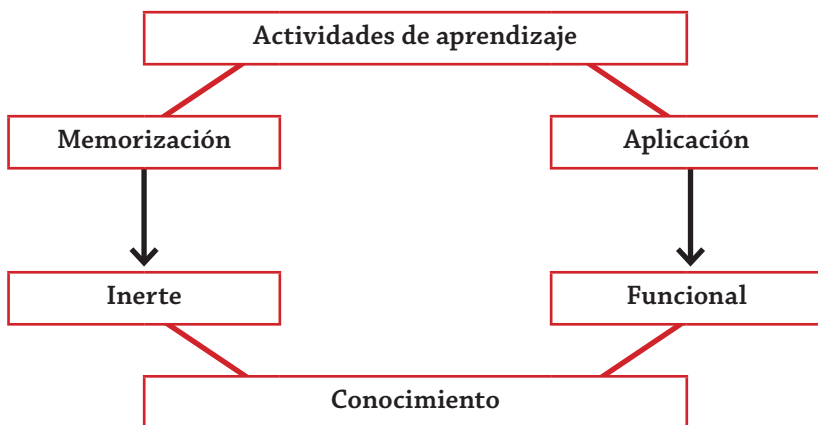 Actividades de aprendizaje
Memorización
Aplicación
Inerte
Funcional
Conocimiento